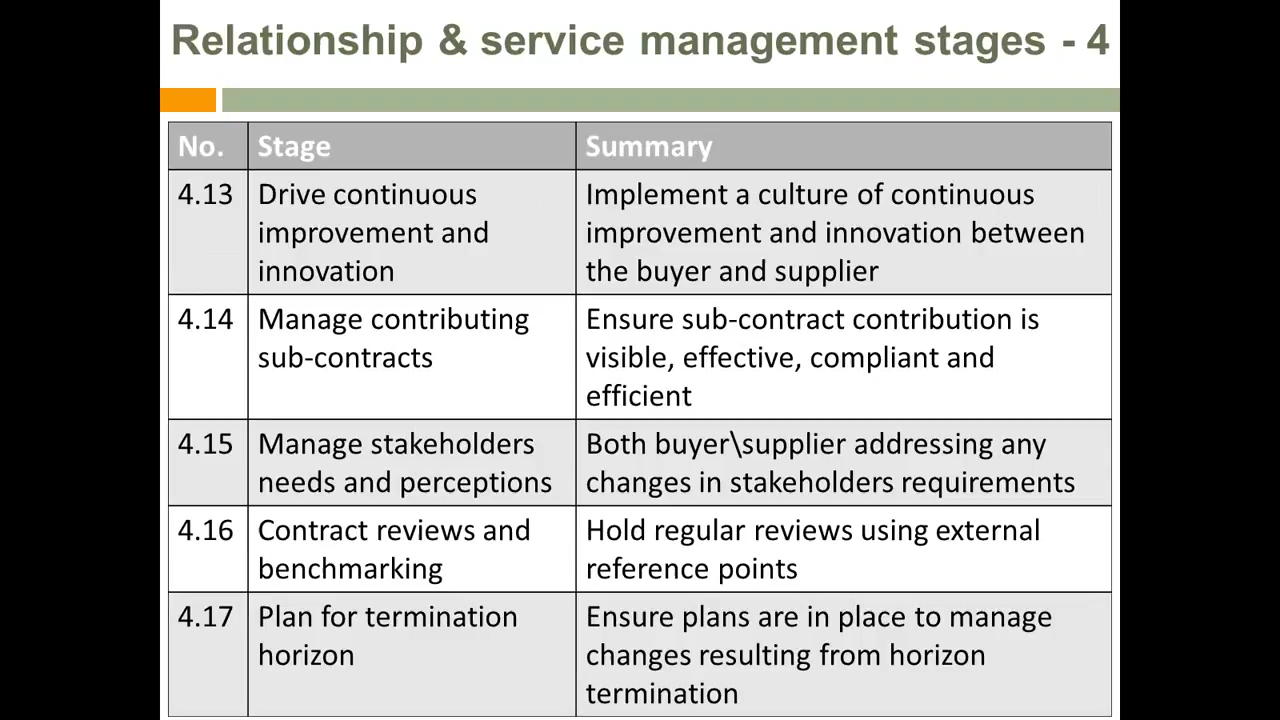 Relationship & service management stages - 4
No. Stage Summary
4.13 Drive continuous Implement a culture of continuous
improvement and improvement and innovation between
innovation the buyer and supplier
4.14 Manage contributing Ensure sub-contract contribution is
sub-contracts visible, effective, compliant and
efficient
4.15 Manage stakeholders Both buyer\supplier addressing any
needs and perceptions changes in stakeholders requirements
4.16 Contract reviews and Hold regular reviews using external
benchmarking reference points
4.17 Plan for termination Ensure plans are in place to manage
horizon changes resulting from horizon
termination